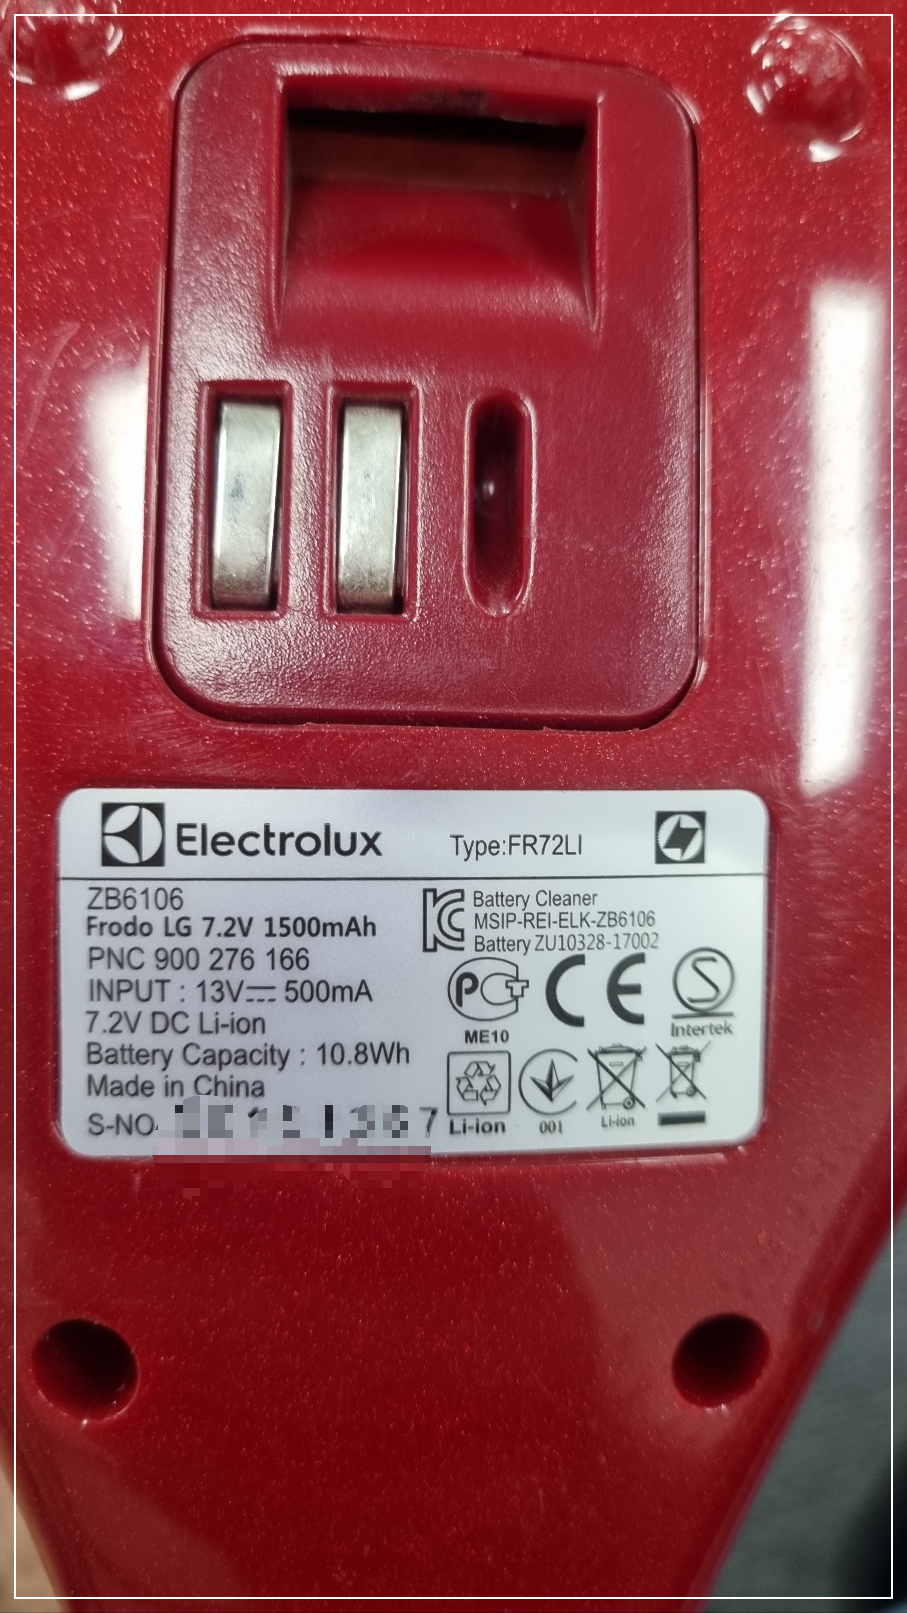 Electrolux
Type:FR72LI
ZB6106
Frodo LG 7.2V 1500mAh
PNC 900 276 166
INPUT : 13V⎓ 500mA
7.2V DC Li-ion
Battery Capacity : 10.8Wh
Made in China
S-NO
Battery Cleaner
MSIP-REI-ELK-ZB6106
Battery ZU10328-17002
ME10
CE
S
Intertek
Li-ion
001
Li-ion